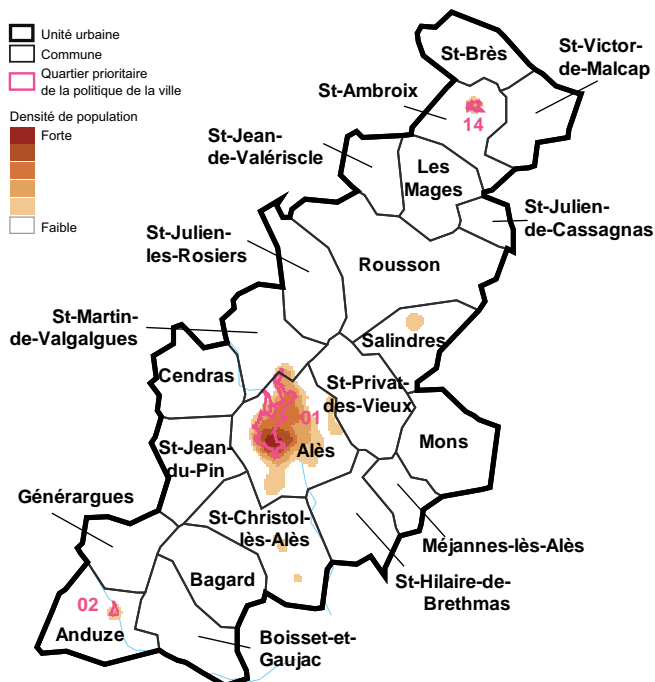 Unité urbaine
Commune
Quartier prioritaire
de la politique de la ville
Densité de population
Forte
Faible
St-Brès
St-Victor-
de-Malcap
St-Ambroix
14
St-Jean-
de-Valériscle
Les
Mages
St-Julien-
de-Cassagnas
St-Julien-
les-Rosiers
Rousson
St-Martin-
de-Valgalgues
Salindres
Cendras
St-Privat-
des-Vieux
01
Mons
Alès
St-Jean-
du-Pin
Générargues
St-Christol-
lès-Alès
Méjannes-lès-Alès
Bagard
St-Hilaire-de-
Brethmas
02
Anduze
Boisset-et-
Gaujac